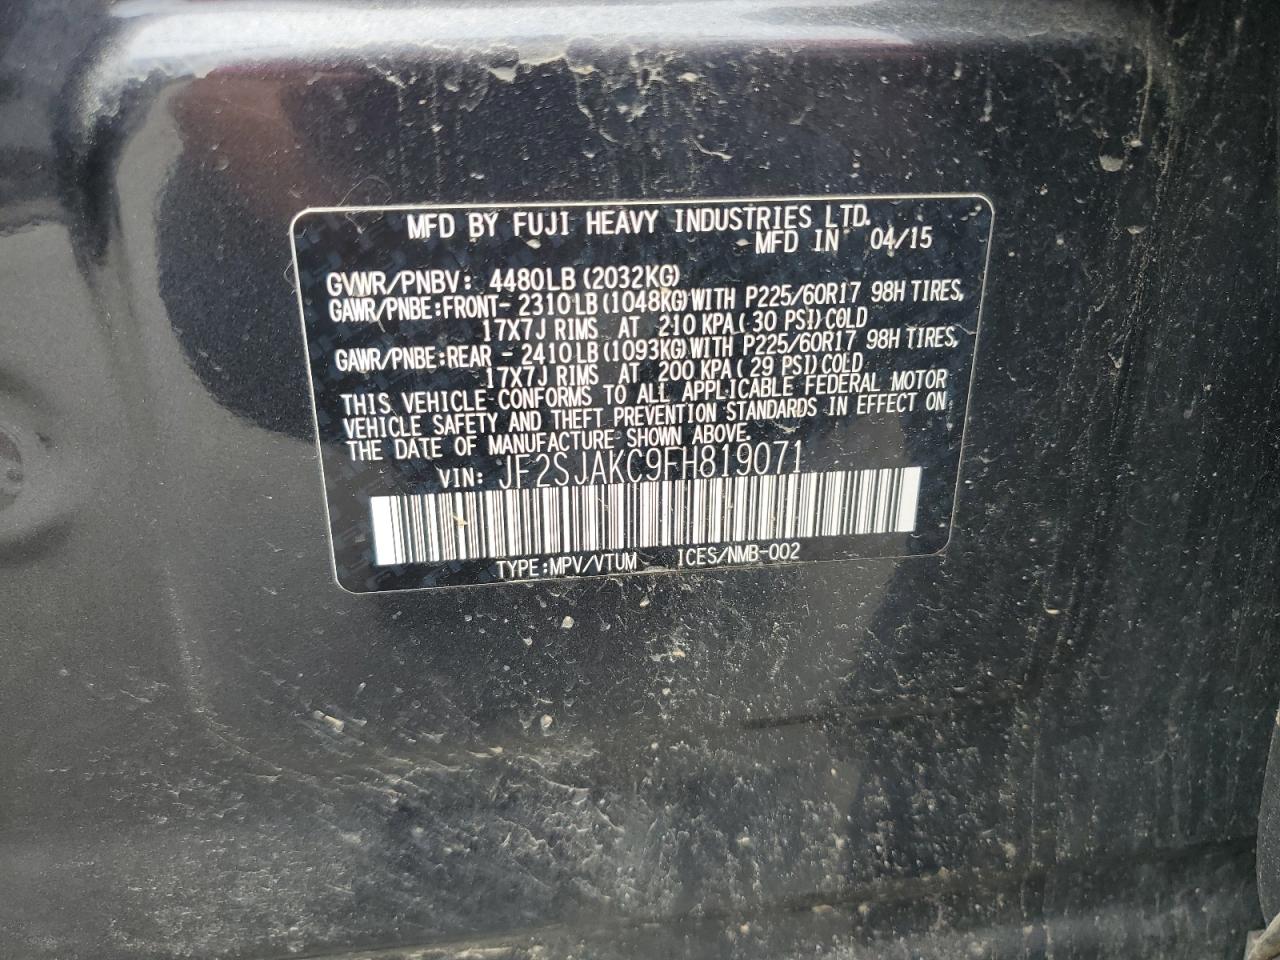 MFD BY FUJI HEAVY INDUSTRIES LTD.
MFD IN 04/15
GVWR/PNBV: 4480LB (2032KG)
GAWR/PNBE:FRONT- 2310LB (1048KG) WITH P225/60R17 98H TIRES,
17X7J RIMS AT 210 KPA( 30 PSI) COLD
GAWR/PNBE:REAR - 2410LB (1093KG) WITH P225/60R17 98H TIRES,
17X7J RIMS AT 200 KPA( 29 PSI) COLD
THIS VEHICLE CONFORMS TO ALL APPLICABLE FEDERAL MOTOR
VEHICLE SAFETY AND THEFT PREVENTION STANDARDS IN EFFECT ON
THE DATE OF MANUFACTURE SHOWN ABOVE.
VIN: JF2SJAKC9FH819071
TYPE:MPV/VTUM ICES/NMB-002